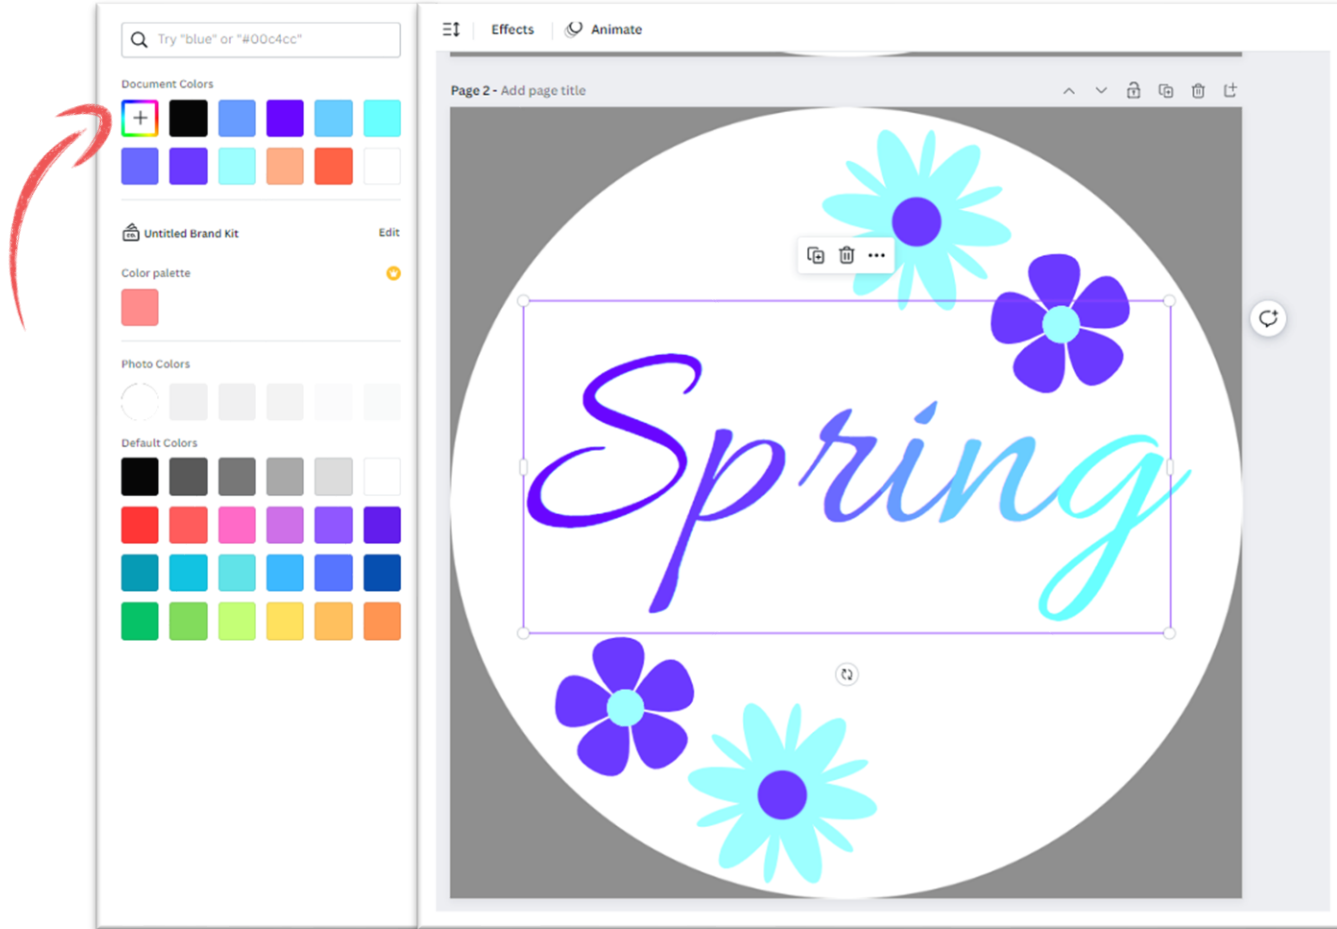 Try "blue" or "#00c4cc"
Document Colors
Untitled Brand Kit
Edit
Color palette
Photo Colors
Default Colors
Effects
Animate
Page 2 - Add page title
Spring